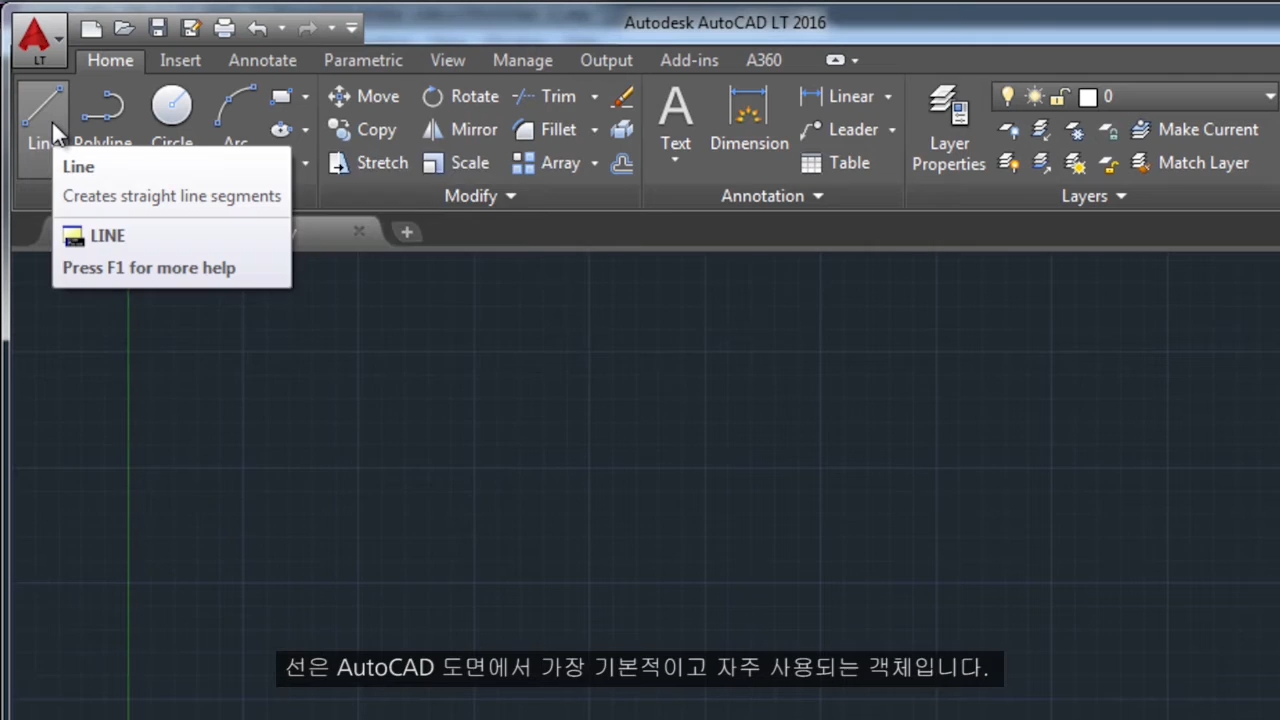 Autodesk AutoCAD LT 2016
LT
Home Insert Annotate Parametric View Manage Output Add-ins A360
Line Polyline Circle Arc
Move Rotate Trim
Copy Mirror Fillet
Stretch Scale Array
Modify
Text Dimension
Linear
Leader
Table
Annotation
Layer
Properties
0
Make Current
Match Layer
Layers
Line
Creates straight line segments
LINE
Press F1 for more help
선은 AutoCAD 도면에서 가장 기본적이고 자주 사용되는 객체입니다.